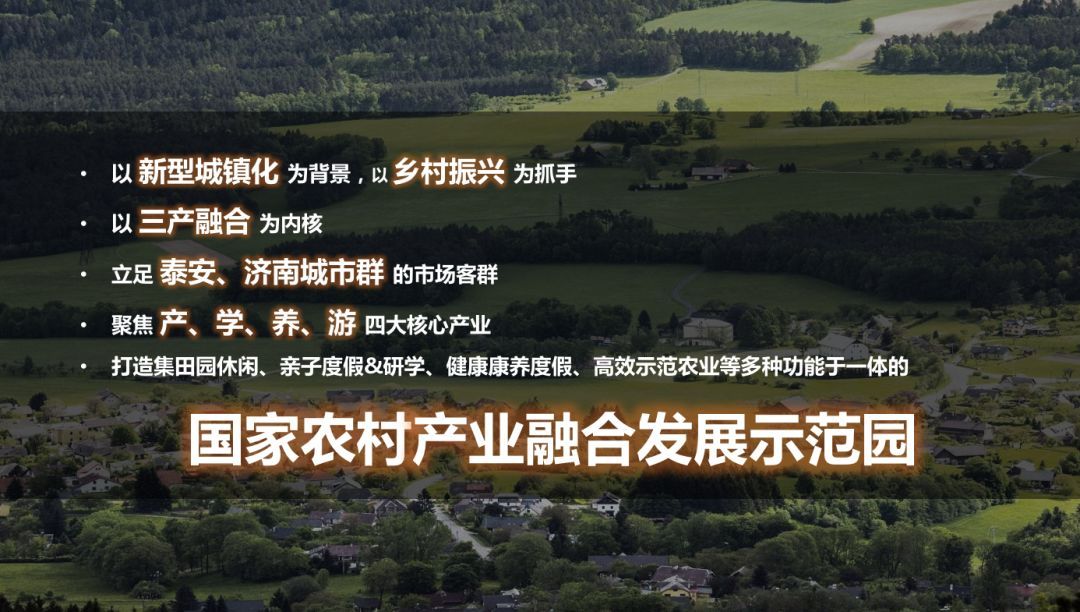 • 以 新型城镇化 为背景，以 乡村振兴 为抓手
• 以 三产融合 为内核
• 立足 泰安、济南城市群 的市场客群
• 聚焦 产、学、养、游 四大核心产业
• 打造集田园休闲、亲子度假&研学、健康康养度假、高效示范农业等多种功能于一体的
国家农村产业融合发展示范园